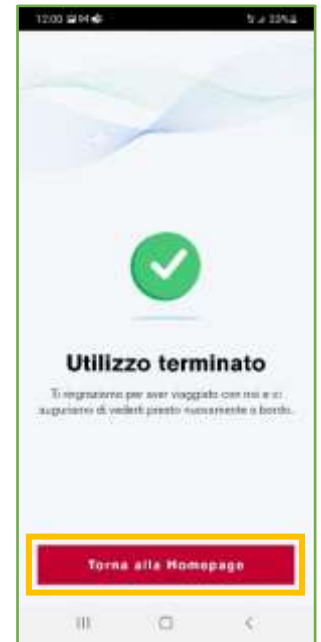 12:00
Utilizzo terminato
Ti ringraziamo per aver viaggiato con noi e ci
auguriamo di vederti presto nuovamente a bordo.
Torna alla Homepage